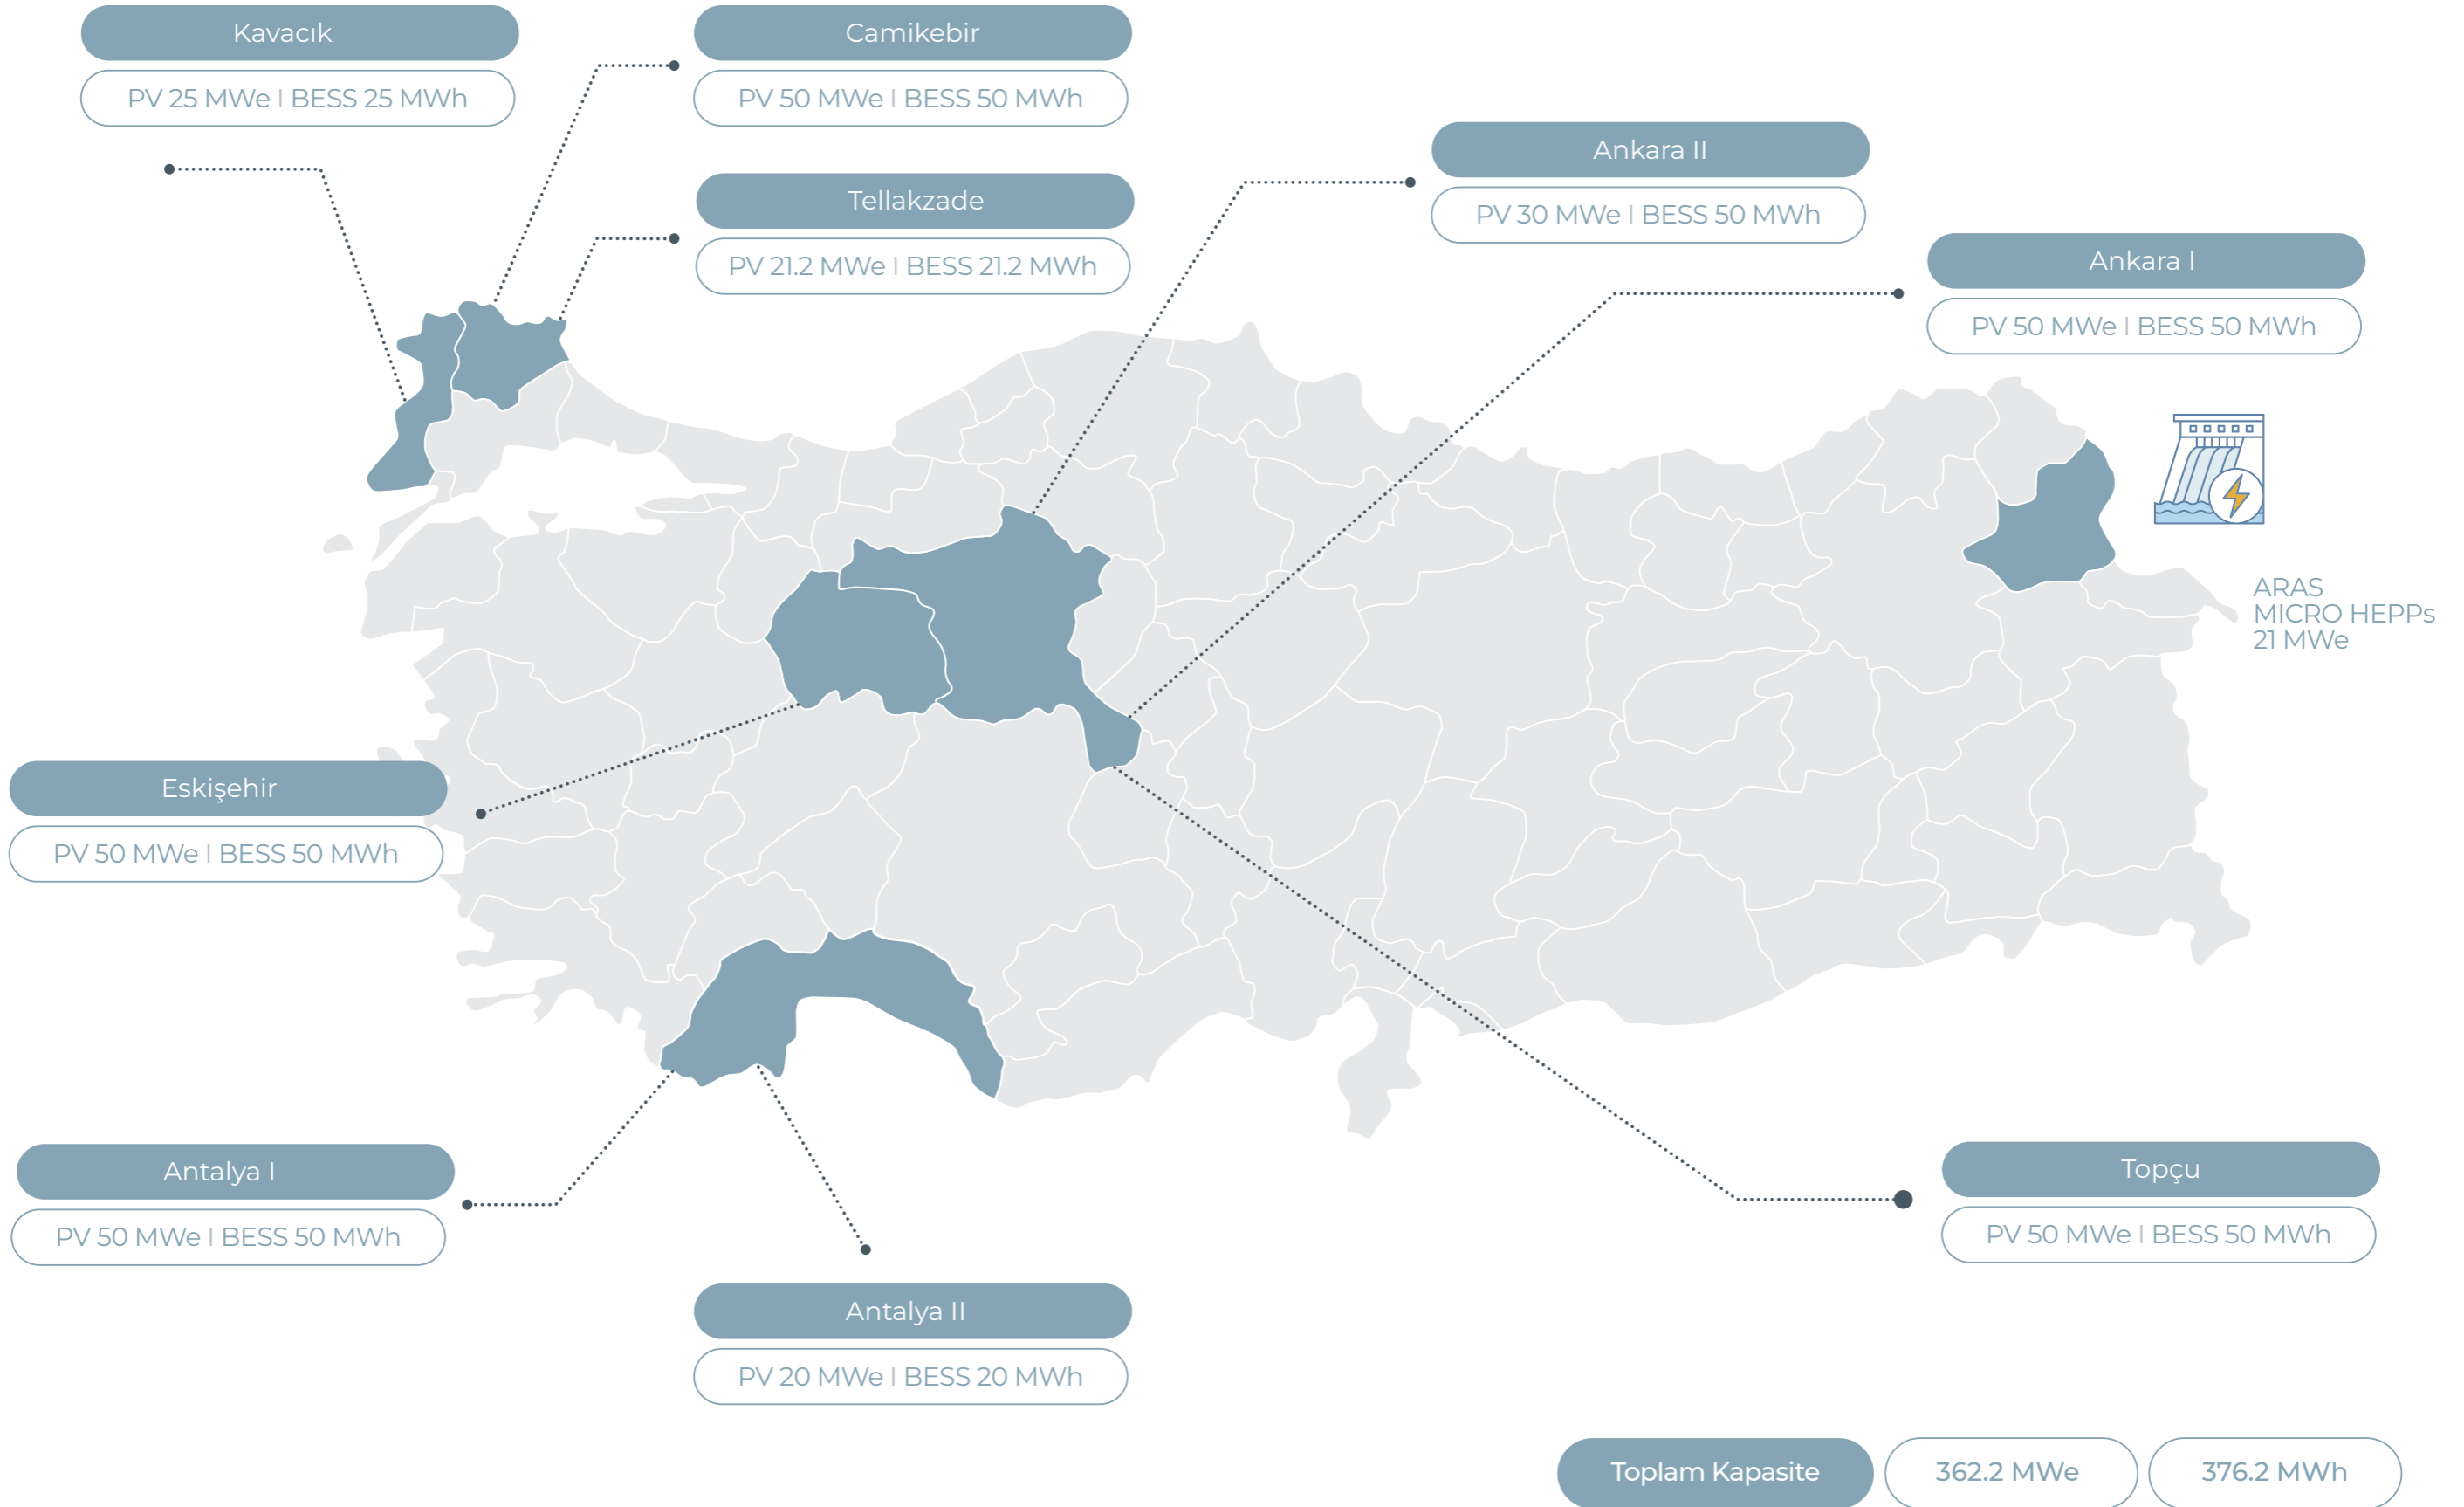 Kavacık
PV 25 MWe | BESS 25 MWh
Camikebir
PV 50 MWe | BESS 50 MWh
Tellakzade
PV 21.2 MWe | BESS 21.2 MWh
Ankara II
PV 30 MWe | BESS 50 MWh
Ankara I
PV 50 MWe | BESS 50 MWh
ARAS
MICRO HEPPs
21 MWe
Eskişehir
PV 50 MWe | BESS 50 MWh
Antalya I
PV 50 MWe | BESS 50 MWh
Topçu
PV 50 MWe | BESS 50 MWh
Antalya II
PV 20 MWe | BESS 20 MWh
Toplam Kapasite 362.2 MWe 376.2 MWh